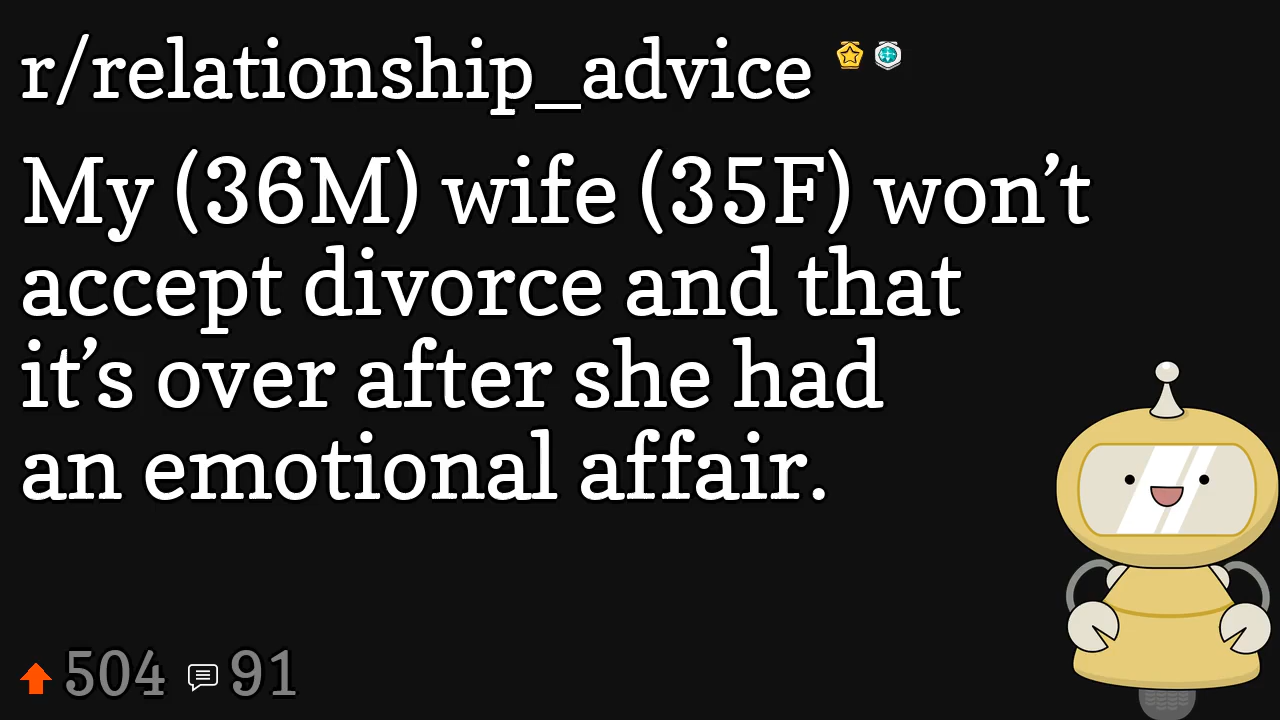 r/relationship_advice
My (36M) wife (35F) won’t
accept divorce and that
it’s over after she had
an emotional affair.
504 91